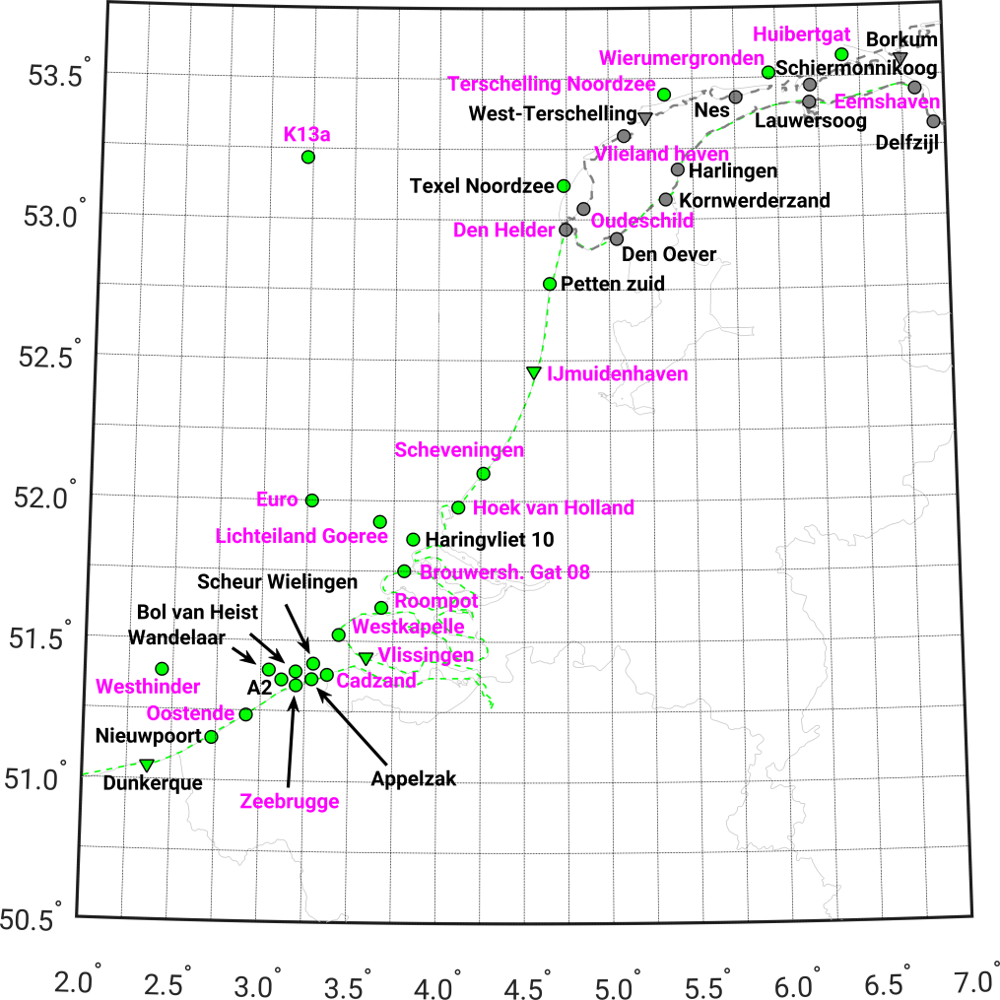 Huibertgat
Borkum
Wierumergronden
Schiermonnikoog
53.5°
Terschelling Noordzee
Eemshaven
West-Terschelling
Nes
Lauwersoog
K13a
Delfzijl
Vlieland haven
Harlingen
Texel Noordzee
Kornwerderzand
53.0°
Oudeschild
Den Helder
Den Oever
Petten zuid
52.5°
IJmuidenhaven
Scheveningen
52.0°
Euro
Hoek van Holland
Lichteiland Goeree
Haringvliet 10
Brouwersh. Gat 08
Scheur Wielingen
Roompot
Bol van Heist
Westkapelle
51.5°
Wandelaar
Vlissingen
Cadzand
Westhinder
A2
Oostende
Nieuwpoort
51.0°
Dunkerque
Appelzak
Zeebrugge
50.5°
2.0° 2.5° 3.0° 3.5° 4.0° 4.5° 5.0° 5.5° 6.0° 6.5° 7.0°